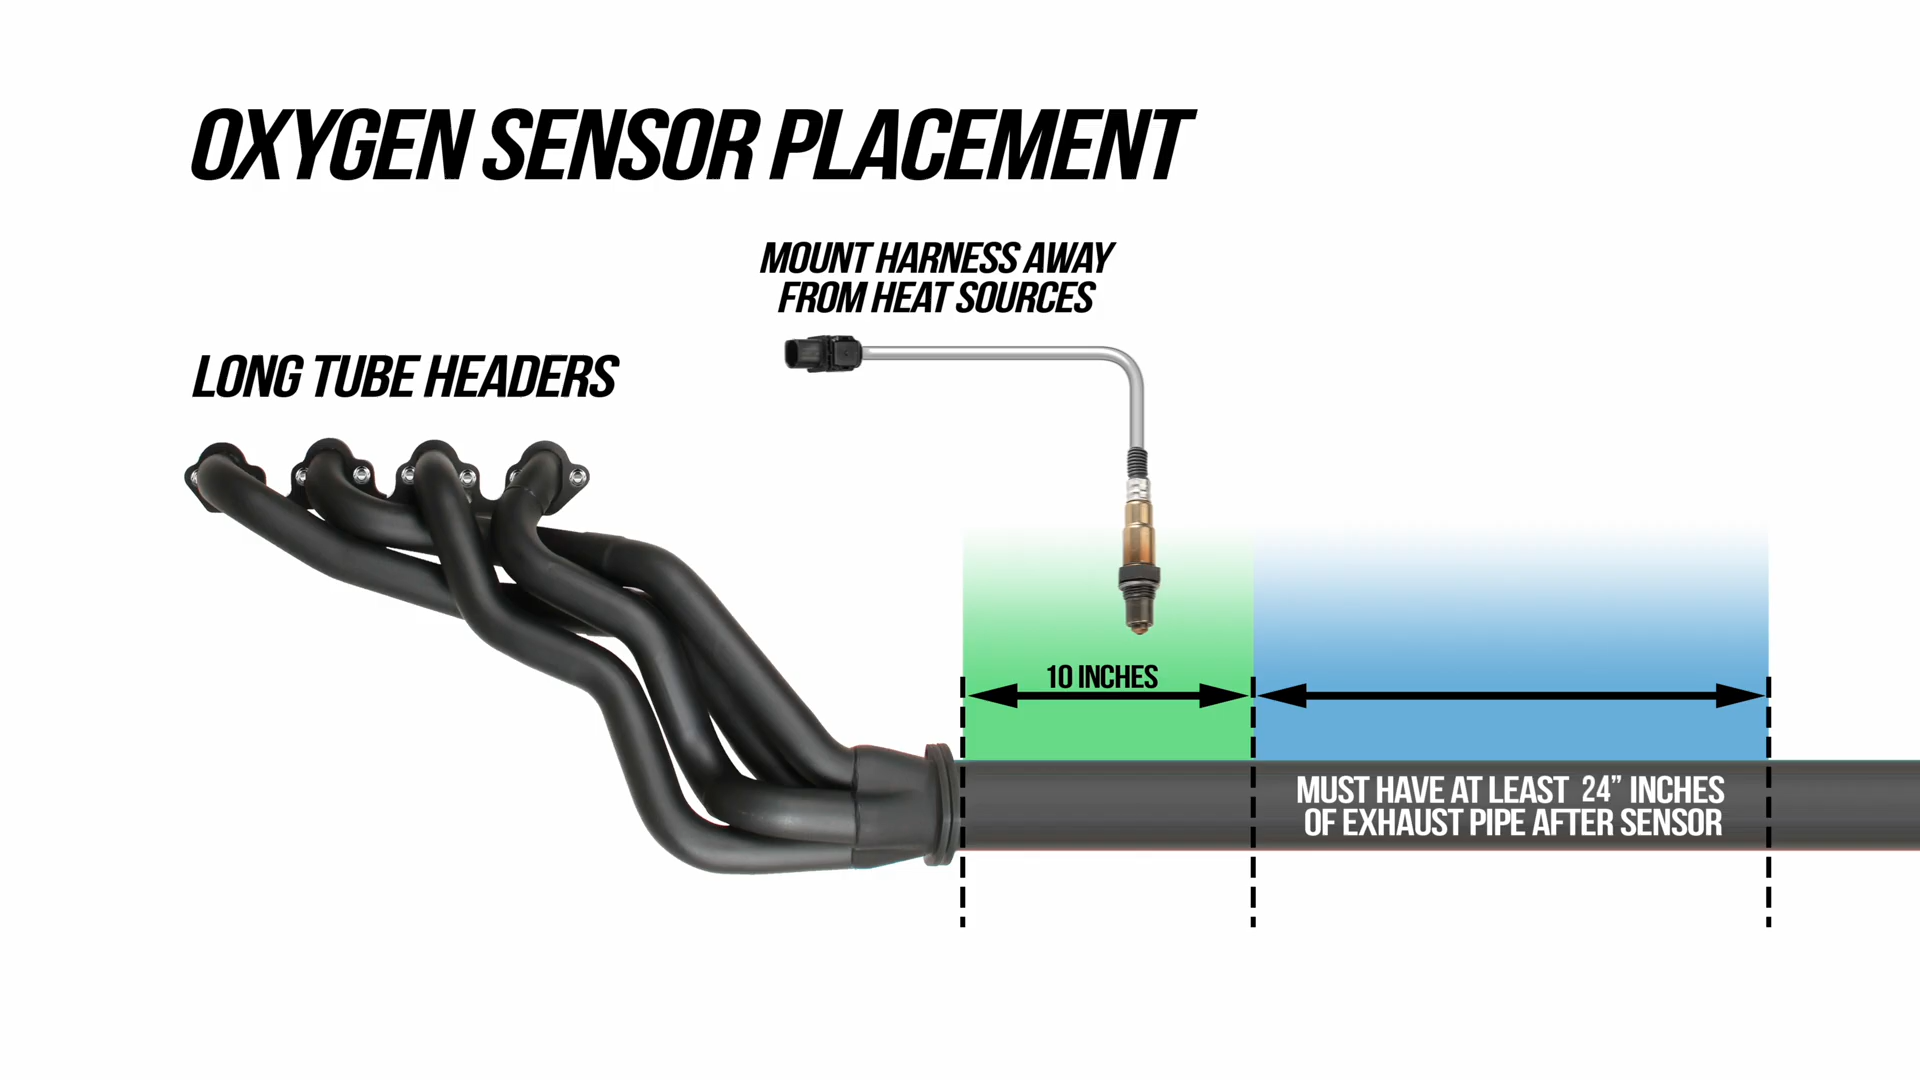 OXYGEN SENSOR PLACEMENT
MOUNT HARNESS AWAY
FROM HEAT SOURCES
LONG TUBE HEADERS
10 INCHES
MUST HAVE AT LEAST 24” INCHES
OF EXHAUST PIPE AFTER SENSOR